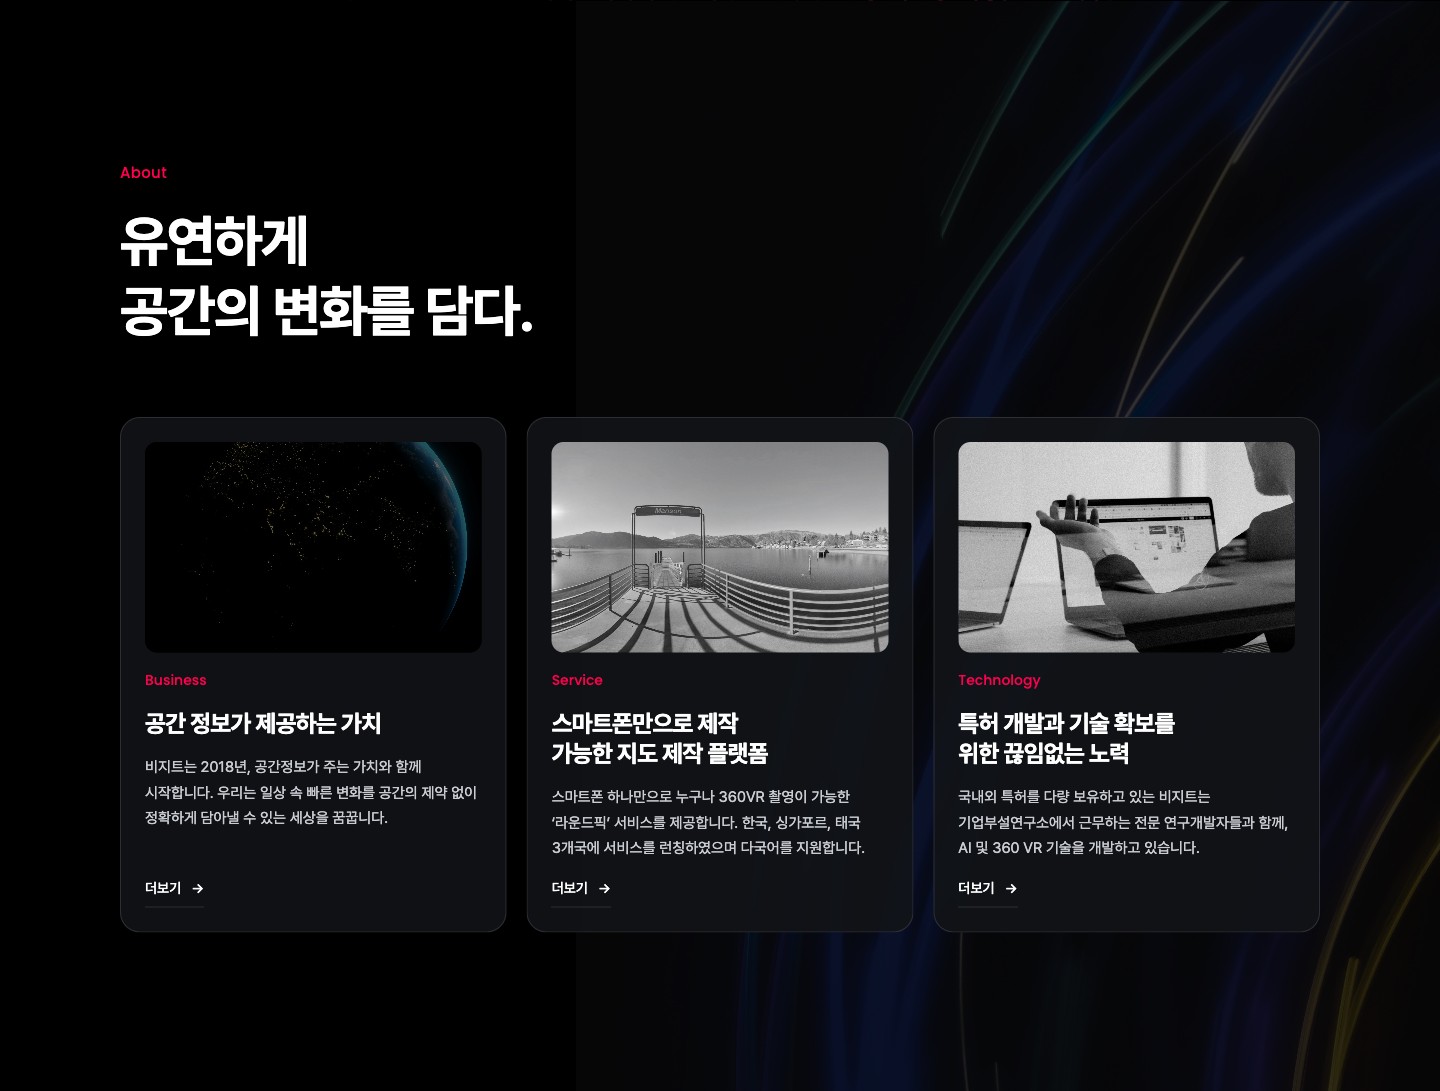 About
유연하게
공간의 변화를 담다.
Manson
Business
공간 정보가 제공하는 가치
비지트는 2018년, 공간정보가 주는 가치와 함께
시작합니다. 우리는 일상 속 빠른 변화를 공간의 제약 없이
정확하게 담아낼 수 있는 세상을 꿈꿉니다.
더보기 →
Service
스마트폰만으로 제작
가능한 지도 제작 플랫폼
스마트폰 하나만으로 누구나 360VR 촬영이 가능한
‘라운드픽’ 서비스를 제공합니다. 한국, 싱가포르, 태국
3개국에 서비스를 런칭하였으며 다국어를 지원합니다.
더보기 →
Technology
특허 개발과 기술 확보를
위한 끊임없는 노력
국내외 특허를 다량 보유하고 있는 비지트는
기업부설연구소에서 근무하는 전문 연구개발자들과 함께,
AI 및 360 VR 기술을 개발하고 있습니다.
더보기 →